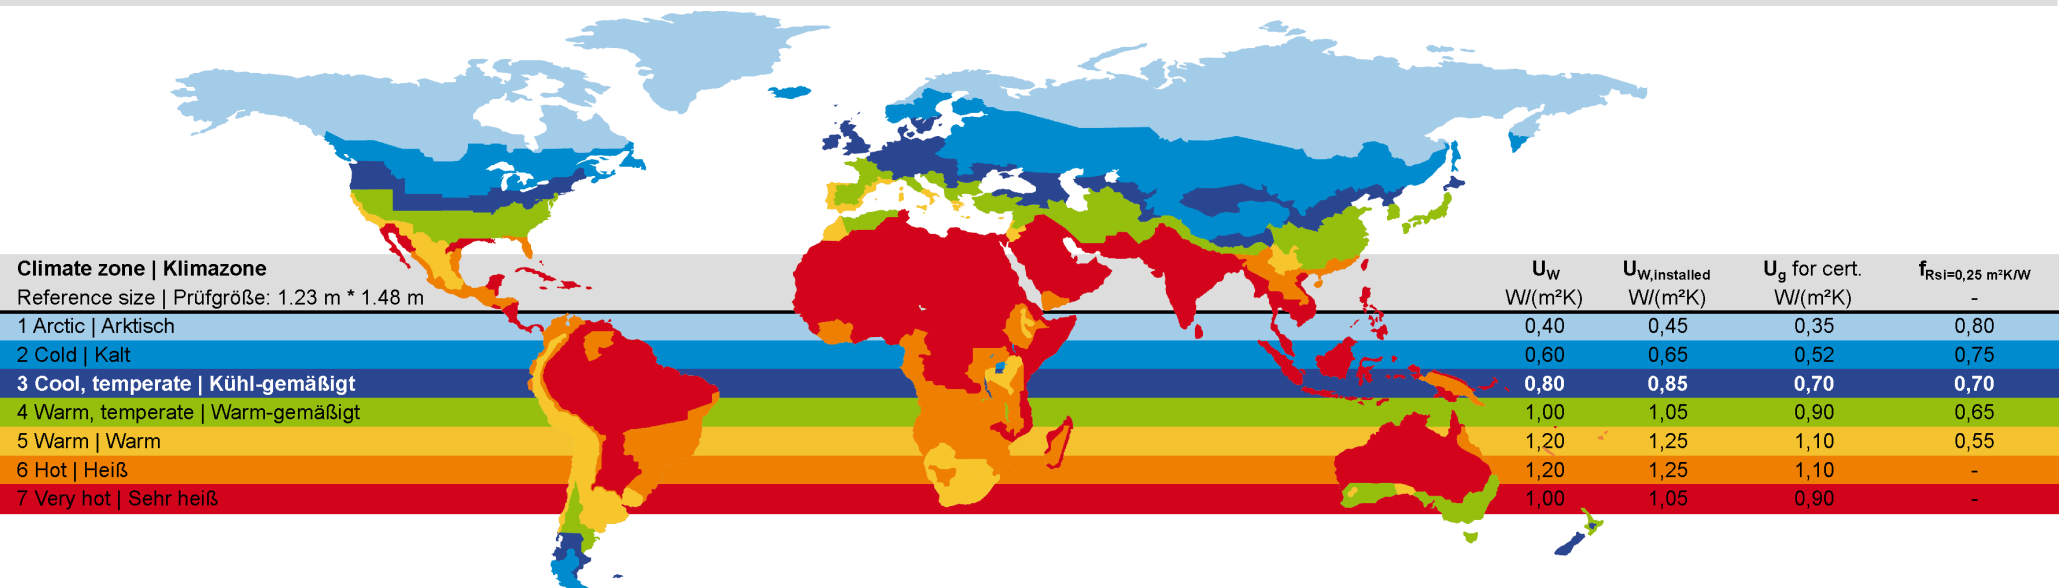 Climate zone | Klimazone U_W U_W,installed U_g for cert. f_Rsi=0,25 m²K/W
Reference size | Prüfgröße: 1.23 m * 1.48 m W/(m²K) W/(m²K) W/(m²K) -
1 Arctic | Arktisch 0,40 0,45 0,35 0,80
2 Cold | Kalt 0,60 0,65 0,52 0,75
3 Cool, temperate | Kühl-gemäßigt 0,80 0,85 0,70 0,70
4 Warm, temperate | Warm-gemäßigt 1,00 1,05 0,90 0,65
5 Warm | Warm 1,20 1,25 1,10 0,55
6 Hot | Heiß 1,20 1,25 1,10 -
7 Very hot | Sehr heiß 1,00 1,05 0,90 -